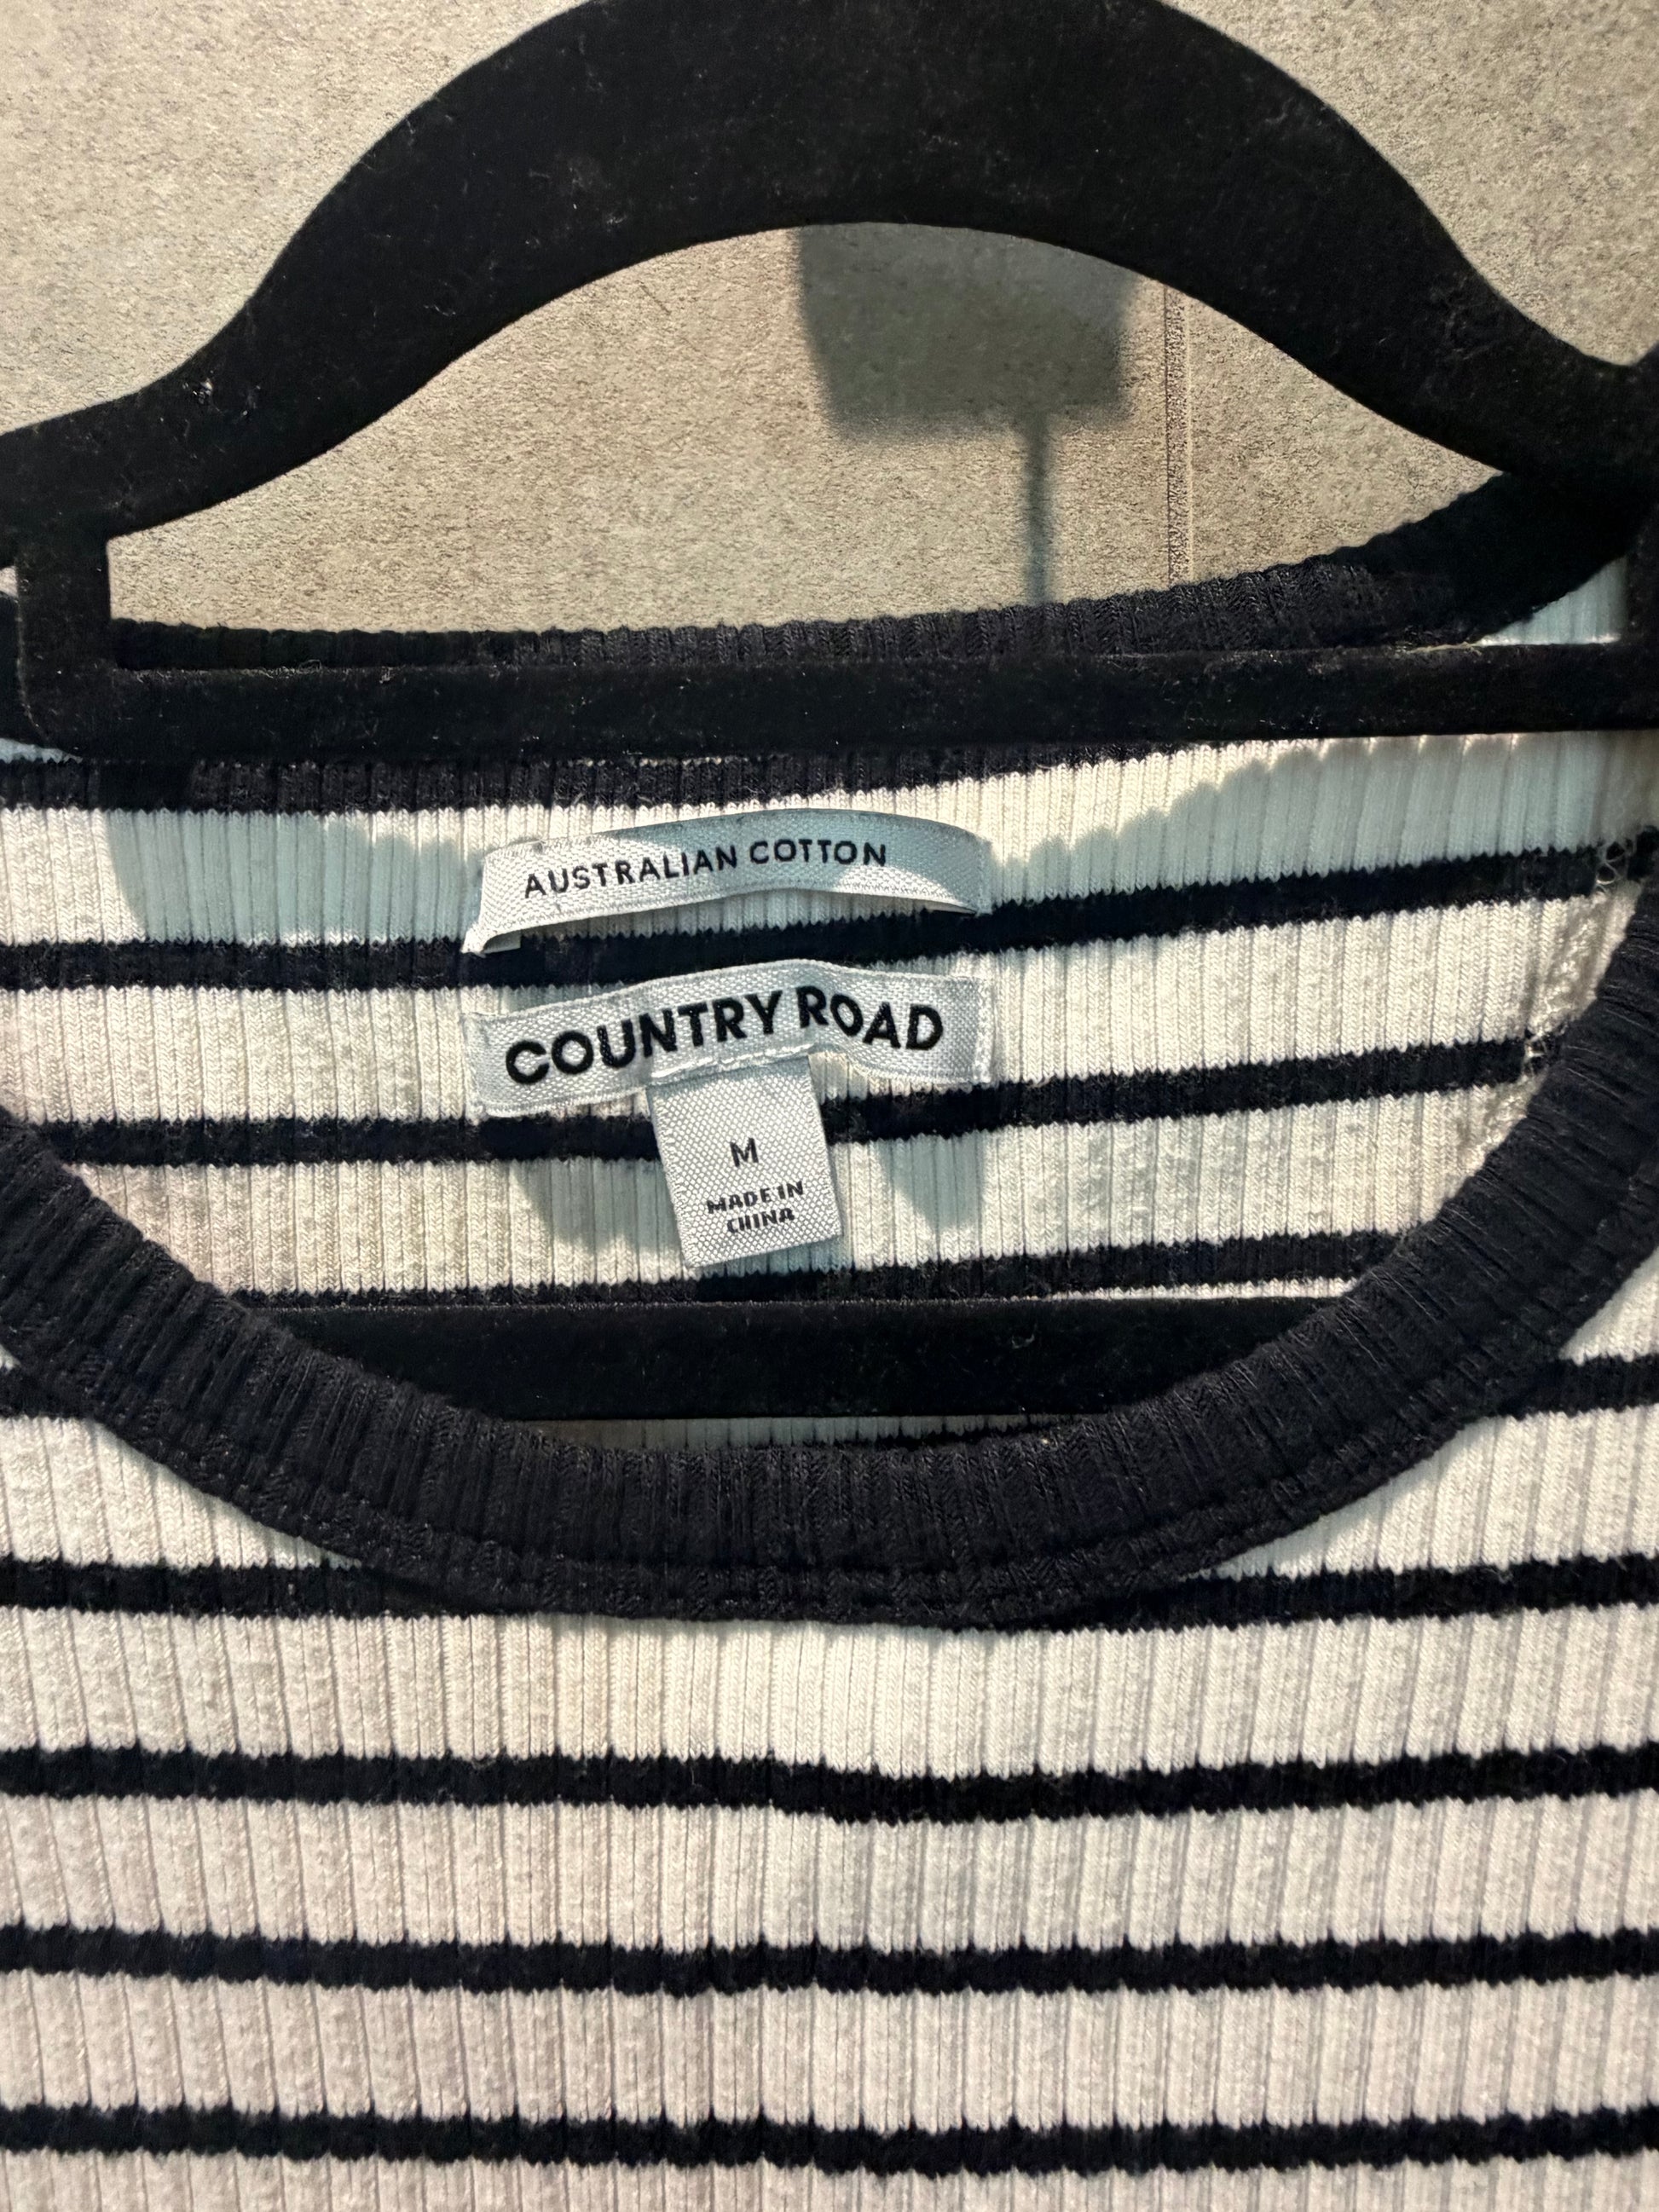 AUSTRALIAN COTTON
COUNTRY ROAD
M
MADE IN
CHINA